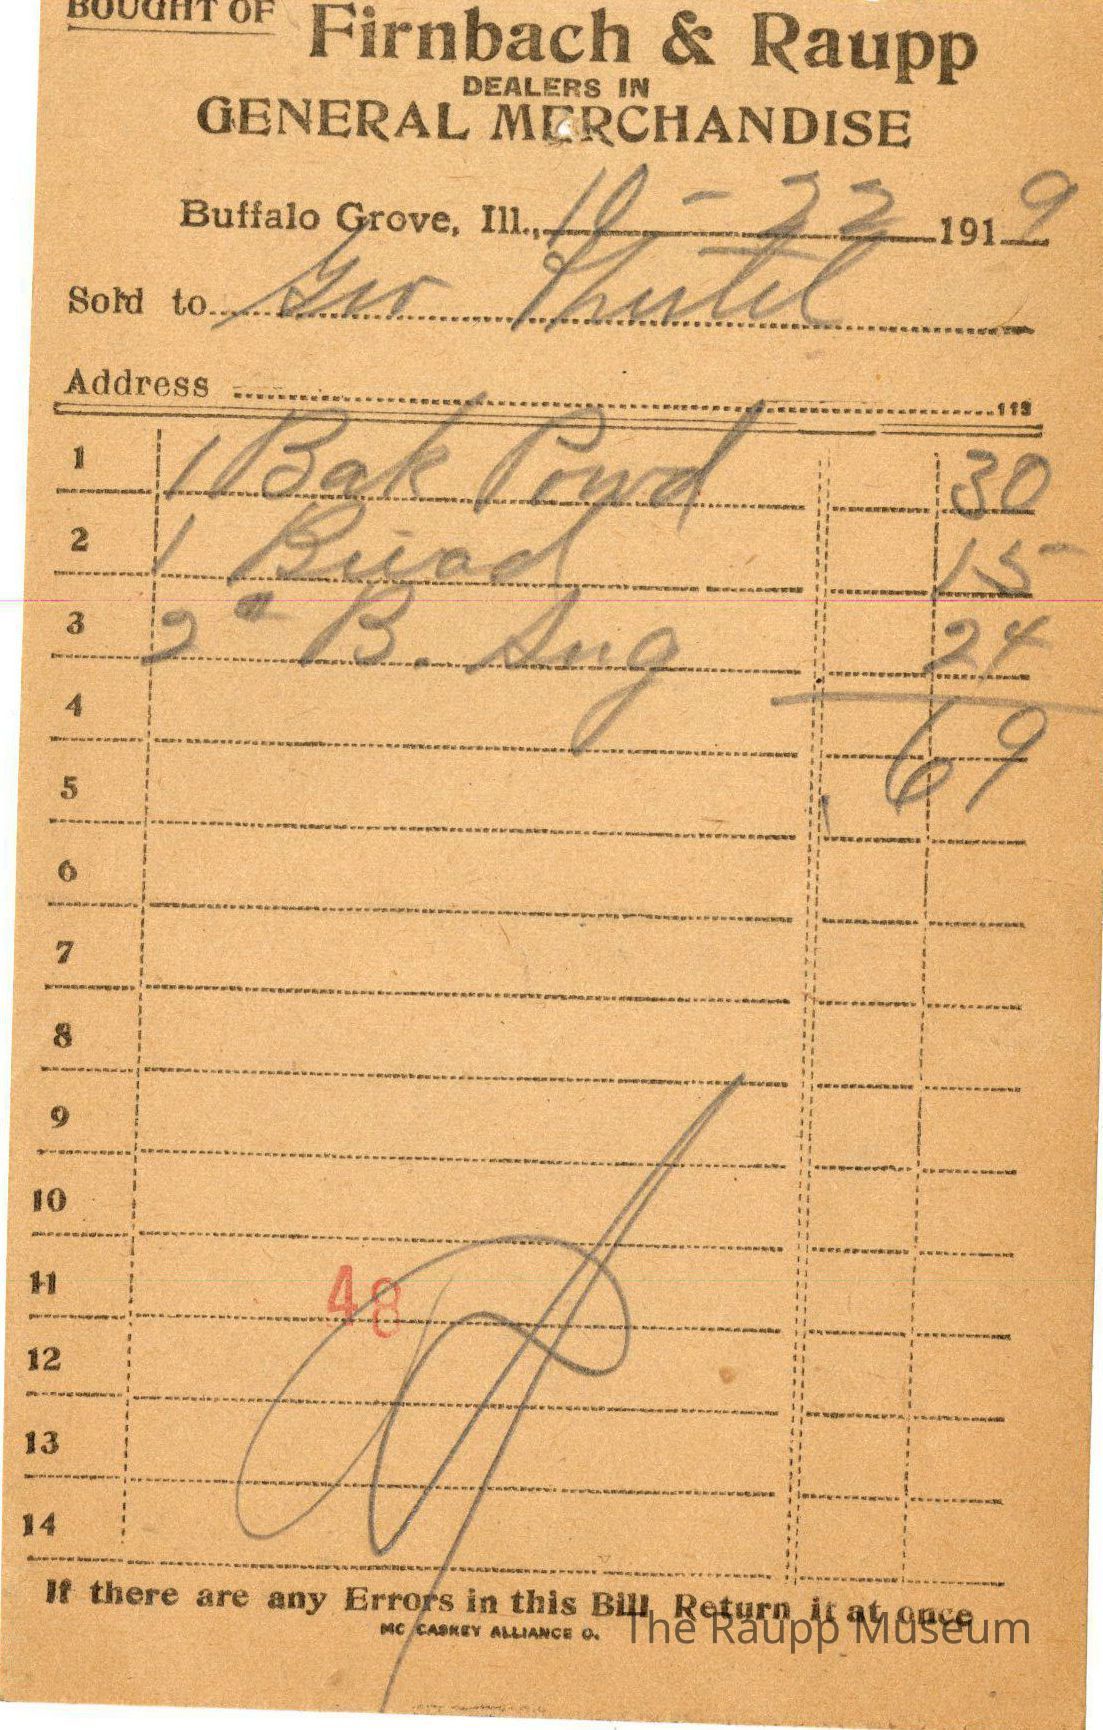 BOUGHT OF
Firnbach & Raupp
DEALERS IN
GENERAL MERCHANDISE
Buffalo Grove, Ill., 10-22 1919
Sold to Geo
Address
113
1 1 Bak Powd 30
2 1 Bread 15
3 2# B. Sug 24
4 69
5
6
7
8
9
10
11 48
12
13
14
If there are any Errors in this Bill Return it at once
MC CASKEY ALLIANCE O.
The Raupp Museum